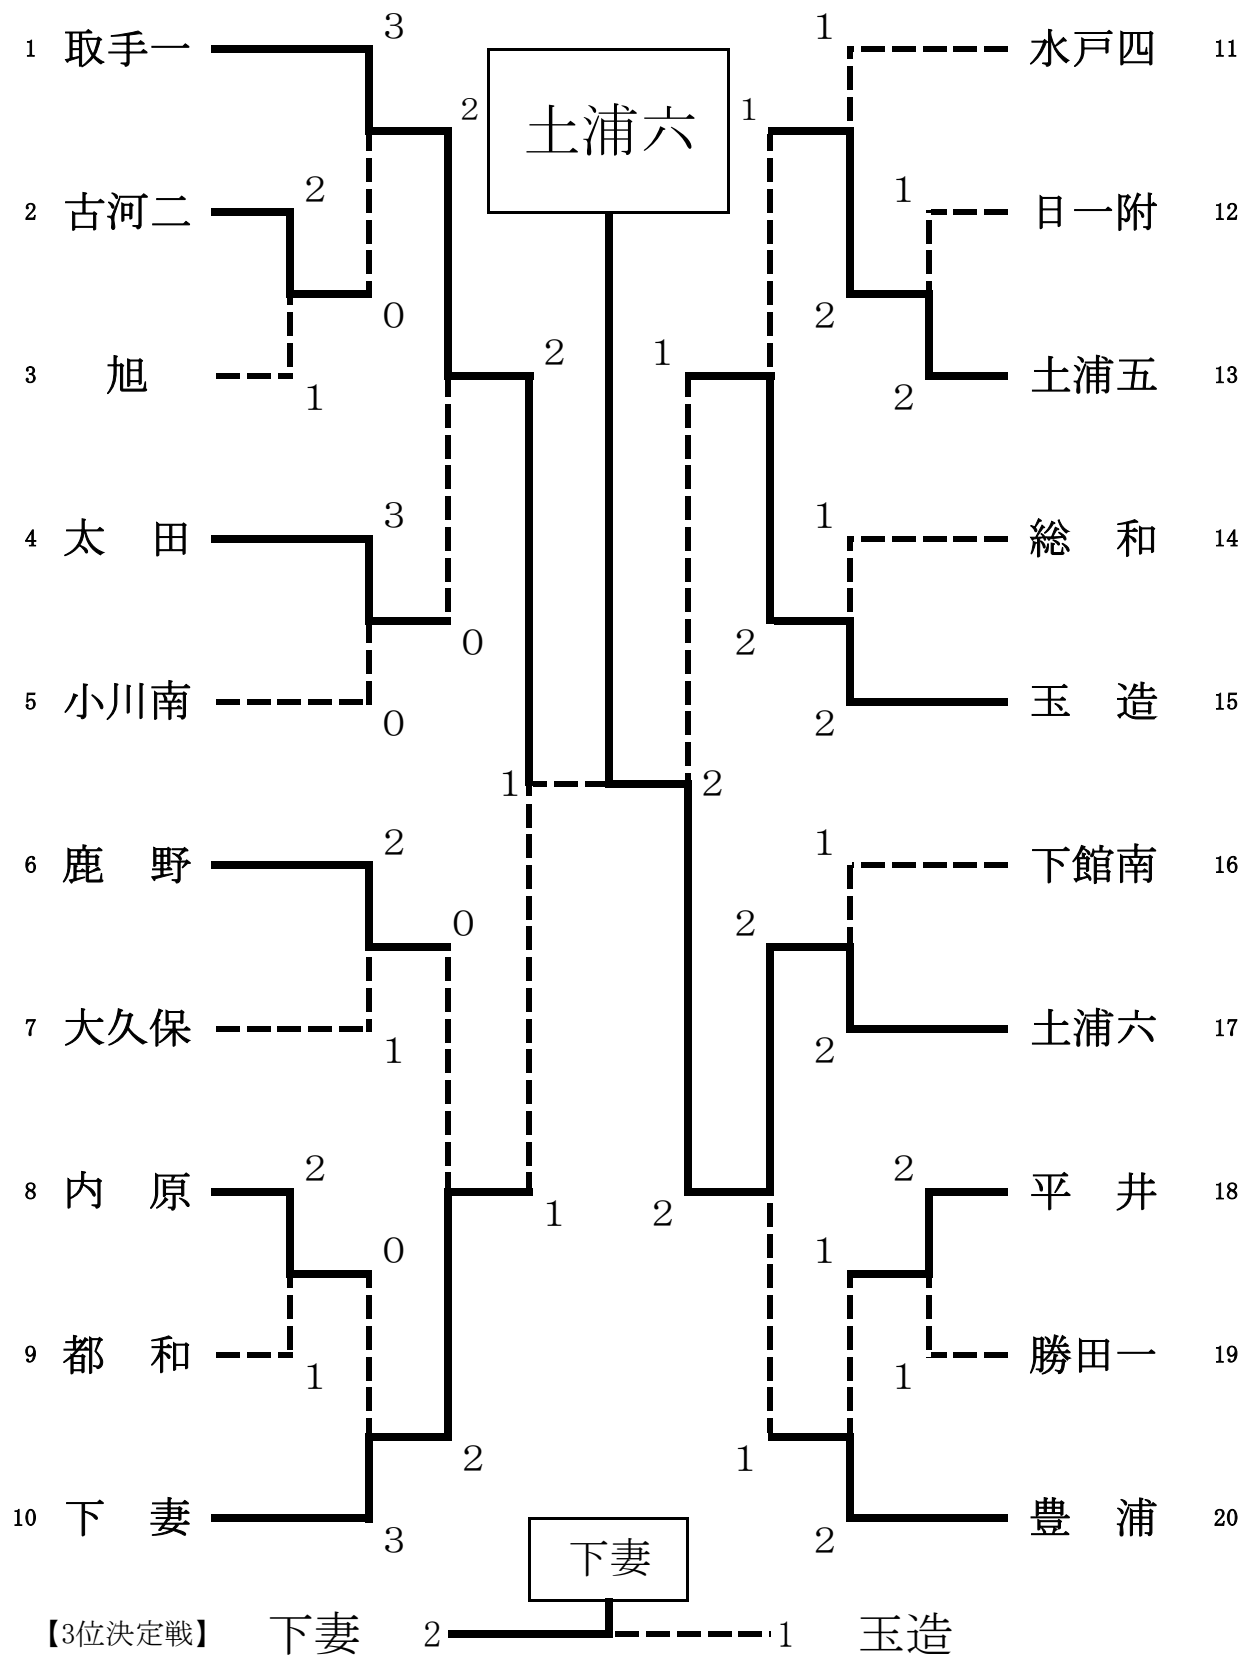 1 取手一 3
2 古河二 2
0
3 旭 1
2
4 太田 3
0
5 小川南 0
2
6 鹿野 2
0
7 大久保 1
8 内原 2
0
9 都和 1
2
10 下妻 3
1
1
土浦六
1 水戸四 11
1
1 日一附 12
2
2 土浦五 13
1
1 総和 14
2
2 玉造 15
2
1 下館南 16
2
2 土浦六 17
2
2 平井 18
1
1 勝田一 19
1
2 豊浦 20
下妻
【3位決定戦】 下妻 2 1 玉造